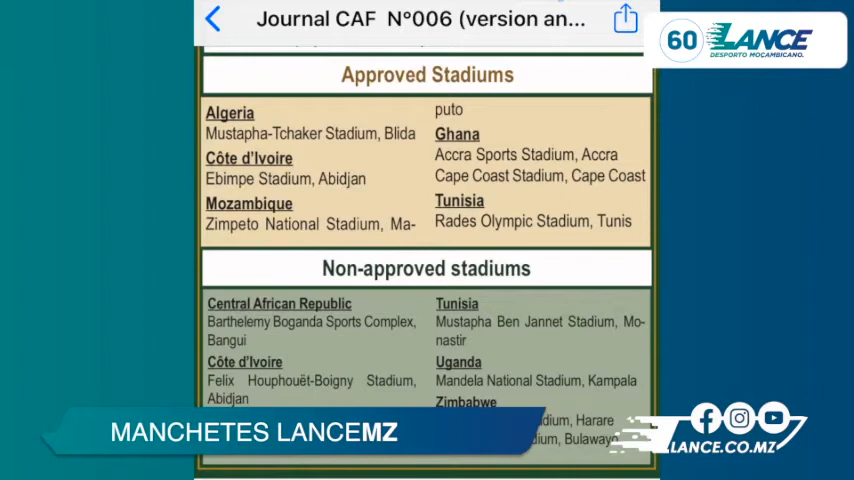 Journal CAF N°006 (version an...
60 LANCE
DESPORTO MOÇAMBICANO.
Approved Stadiums
Algeria
Mustapha-Tchaker Stadium, Blida
Côte d'Ivoire
Ebimpe Stadium, Abidjan
Mozambique
Zimpeto National Stadium, Ma-
puto
Ghana
Accra Sports Stadium, Accra
Cape Coast Stadium, Cape Coast
Tunisia
Rades Olympic Stadium, Tunis
Non-approved stadiums
Central African Republic
Barthelemy Boganda Sports Complex,
Bangui
Côte d'Ivoire
Felix Houphouët-Boigny Stadium,
Abidjan
Tunisia
Mustapha Ben Jannet Stadium, Mo-
nastir
Uganda
Mandela National Stadium, Kampala
Zimbabwe
dium, Harare
dium, Bulawayo
MANCHETES LANCEMZ
LANCE.CO.MZ